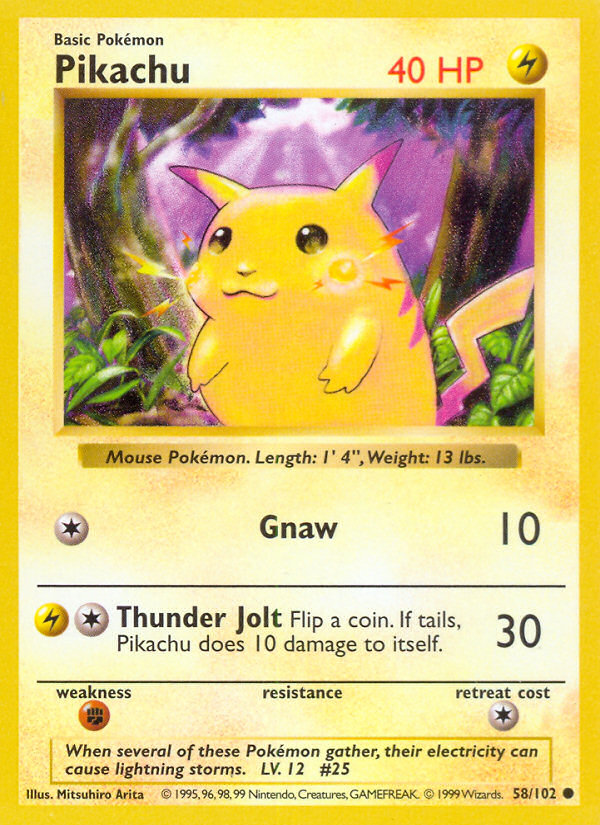 Basic Pokémon
Pikachu 40 HP
Mouse Pokémon. Length: 1' 4", Weight: 13 lbs.
Gnaw 10
Thunder Jolt Flip a coin. If tails,
Pikachu does 10 damage to itself. 30
weakness resistance retreat cost
When several of these Pokémon gather, their electricity can
cause lightning storms. LV. 12 #25
Illus. Mitsuhiro Arita © 1995, 96, 98, 99 Nintendo, Creatures, GAMEFREAK. © 1999 Wizards. 58/102